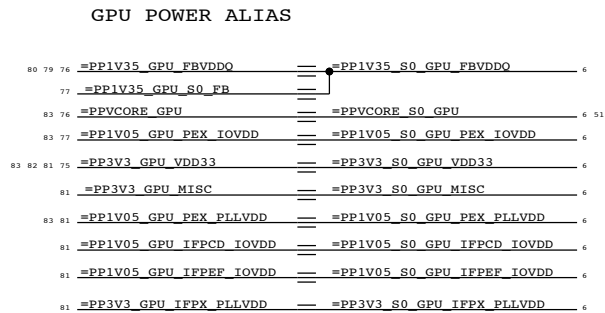 GPU POWER ALIAS
80 79 76 =PP1V35_GPU_FBVDDQ =PP1V35_S0_GPU_FBVDDQ 6
77 =PP1V35_GPU_S0_FB
83 76 =PPVCORE_GPU =PPVCORE_S0_GPU 6 51
83 77 =PP1V05_GPU_PEX_IOVDD =PP1V05_S0_GPU_PEX_IOVDD 6
83 82 81 75 =PP3V3_GPU_VDD33 =PP3V3_S0_GPU_VDD33 6
81 =PP3V3_GPU_MISC =PP3V3_S0_GPU_MISC 6
83 81 =PP1V05_GPU_PEX_PLLVDD =PP1V05_S0_GPU_PEX_PLLVDD 6
81 =PP1V05_GPU_IFPCD_IOVDD =PP1V05_S0_GPU_IFPCD_IOVDD 6
81 =PP1V05_GPU_IFPEF_IOVDD =PP1V05_S0_GPU_IFPEF_IOVDD 6
81 =PP3V3_GPU_IFPX_PLLVDD =PP3V3_S0_GPU_IFPX_PLLVDD 6